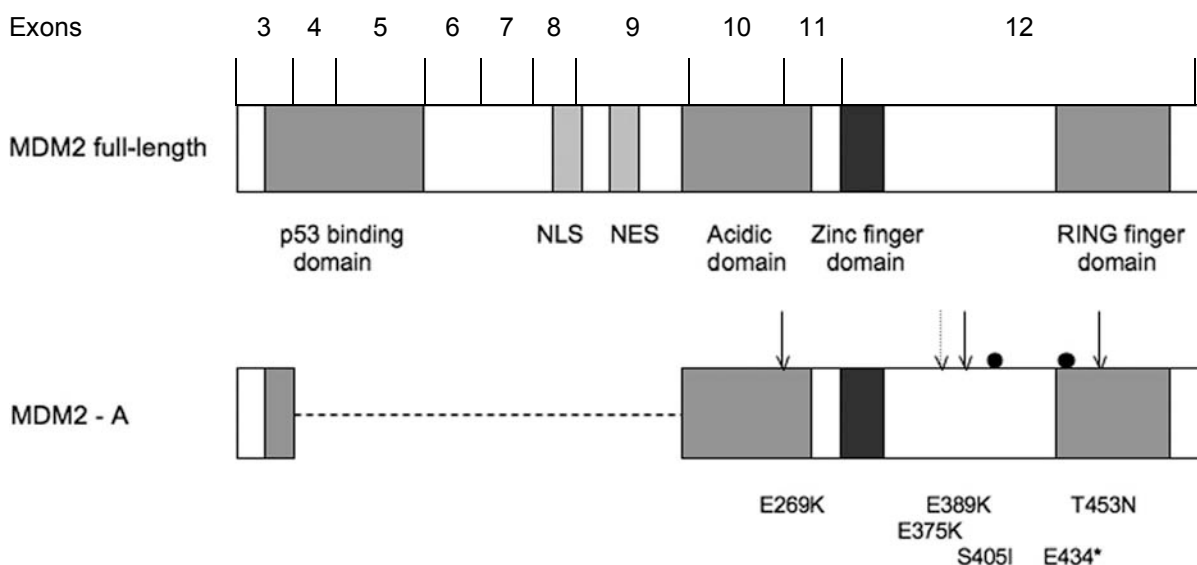 Exons 3 4 5 6 7 8 9 10 11 12
MDM2 full-length
p53 binding domain
NLS
NES
Acidic domain
Zinc finger domain
RING finger domain
MDM2 - A
E269K E389K T453N
E375K
S405I E434*